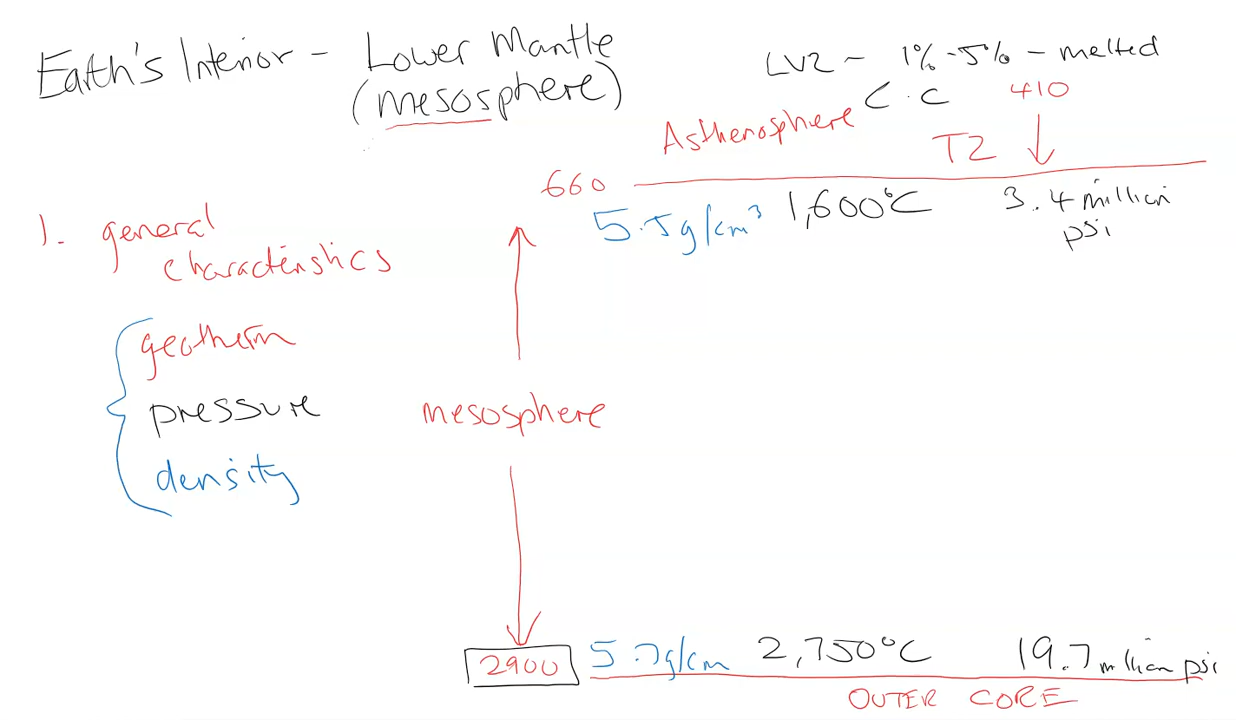 Earth's Interior - Lower Mantle
(mesosphere)
LVZ - 1% - 5% - melted
C.C 410
Asthenosphere
TZ
660
5.5g/cm³ 1,600°C 3.4 million
psi
1. general
characteristics
geotherm
pressure
density
mesosphere
2900 5.7g/cm 2,750°C 19.7 million psi
OUTER CORE